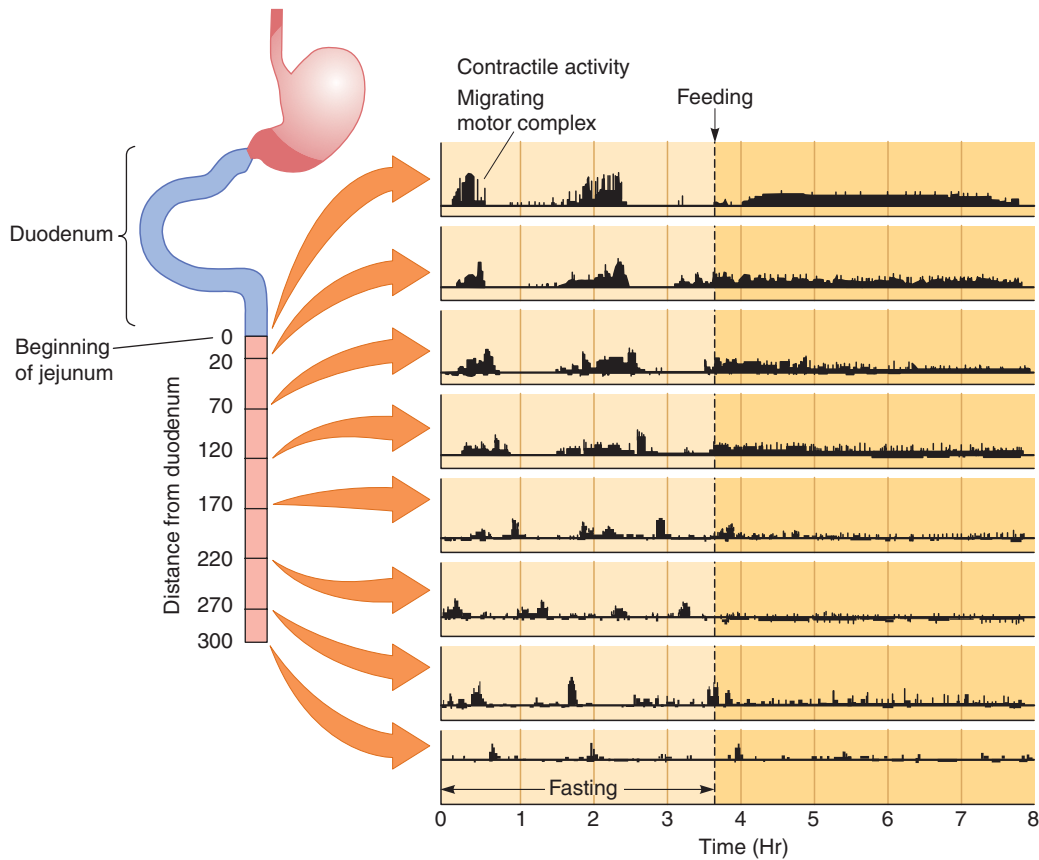 Contractile activity
Migrating
motor complex
Feeding
Duodenum
Beginning
of jejunum
Distance from duodenum
0
20
70
120
170
220
270
300
Fasting
0 1 2 3 4 5 6 7 8
Time (Hr)